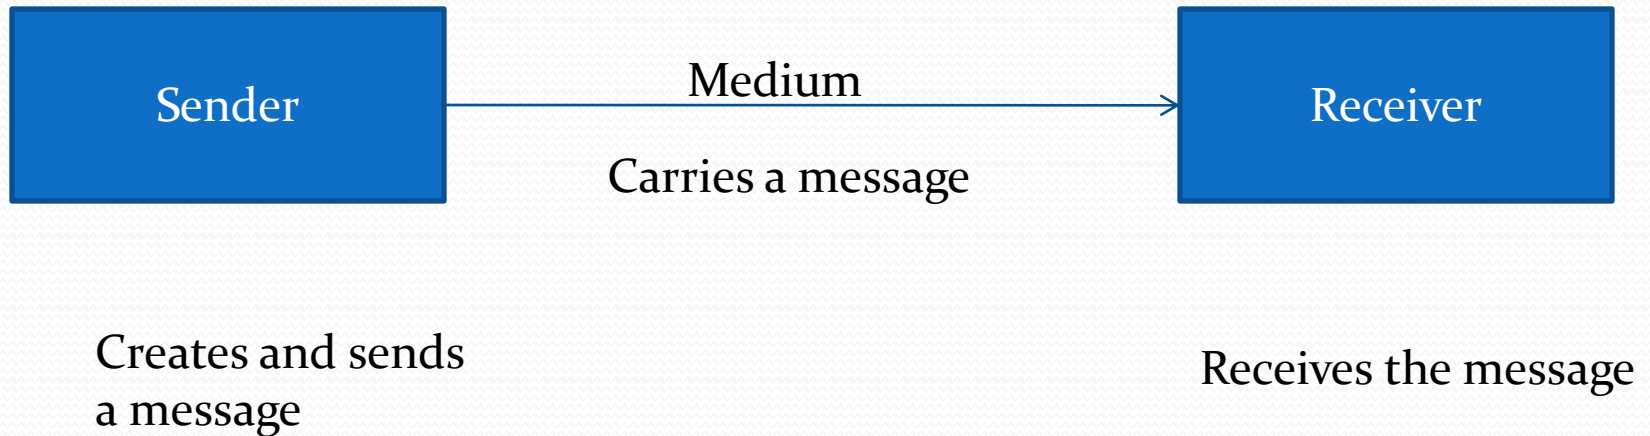 Sender
Medium
Receiver
Carries a message
Creates and sends
a message
Receives the message